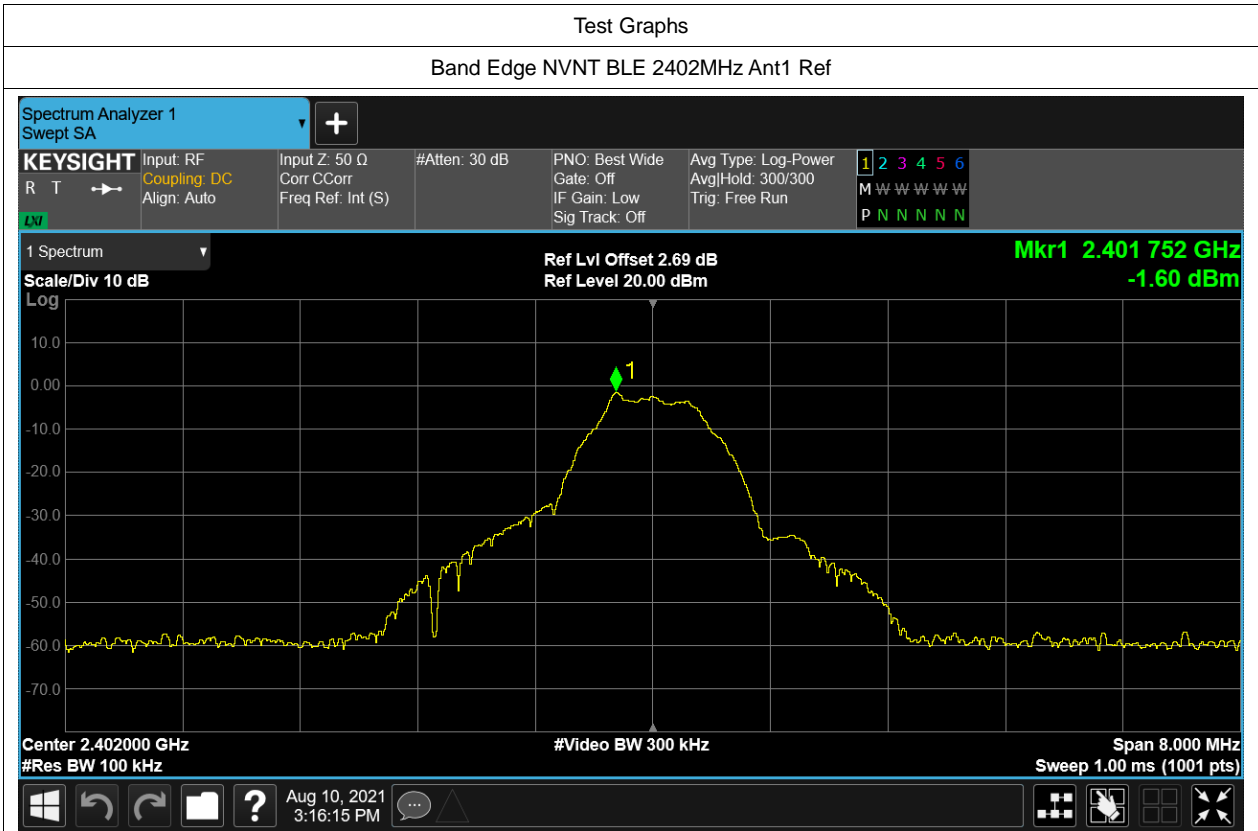 Test Graphs
Band Edge NVNT BLE 2402MHz Ant1 Ref
Spectrum Analyzer 1
Swept SA
KEYSIGHT
R T
LXI
Input: RF
Coupling: DC
Align: Auto
Input Z: 50 Ω
Corr CCorr
Freq Ref: Int (S)
#Atten: 30 dB
PNO: Best Wide
Gate: Off
IF Gain: Low
Sig Track: Off
Avg Type: Log-Power
Avg|Hold: 300/300
Trig: Free Run
1 2 3 4 5 6
M W W W W W
P N N N N N
1 Spectrum
Scale/Div 10 dB
Ref Lvl Offset 2.69 dB
Ref Level 20.00 dBm
Mkr1 2.401 752 GHz
-1.60 dBm
Log
10.0
0.00
-10.0
-20.0
-30.0
-40.0
-50.0
-60.0
-70.0
1
Center 2.402000 GHz
#Res BW 100 kHz
#Video BW 300 kHz
Span 8.000 MHz
Sweep 1.00 ms (1001 pts)
?
Aug 10, 2021
3:16:15 PM